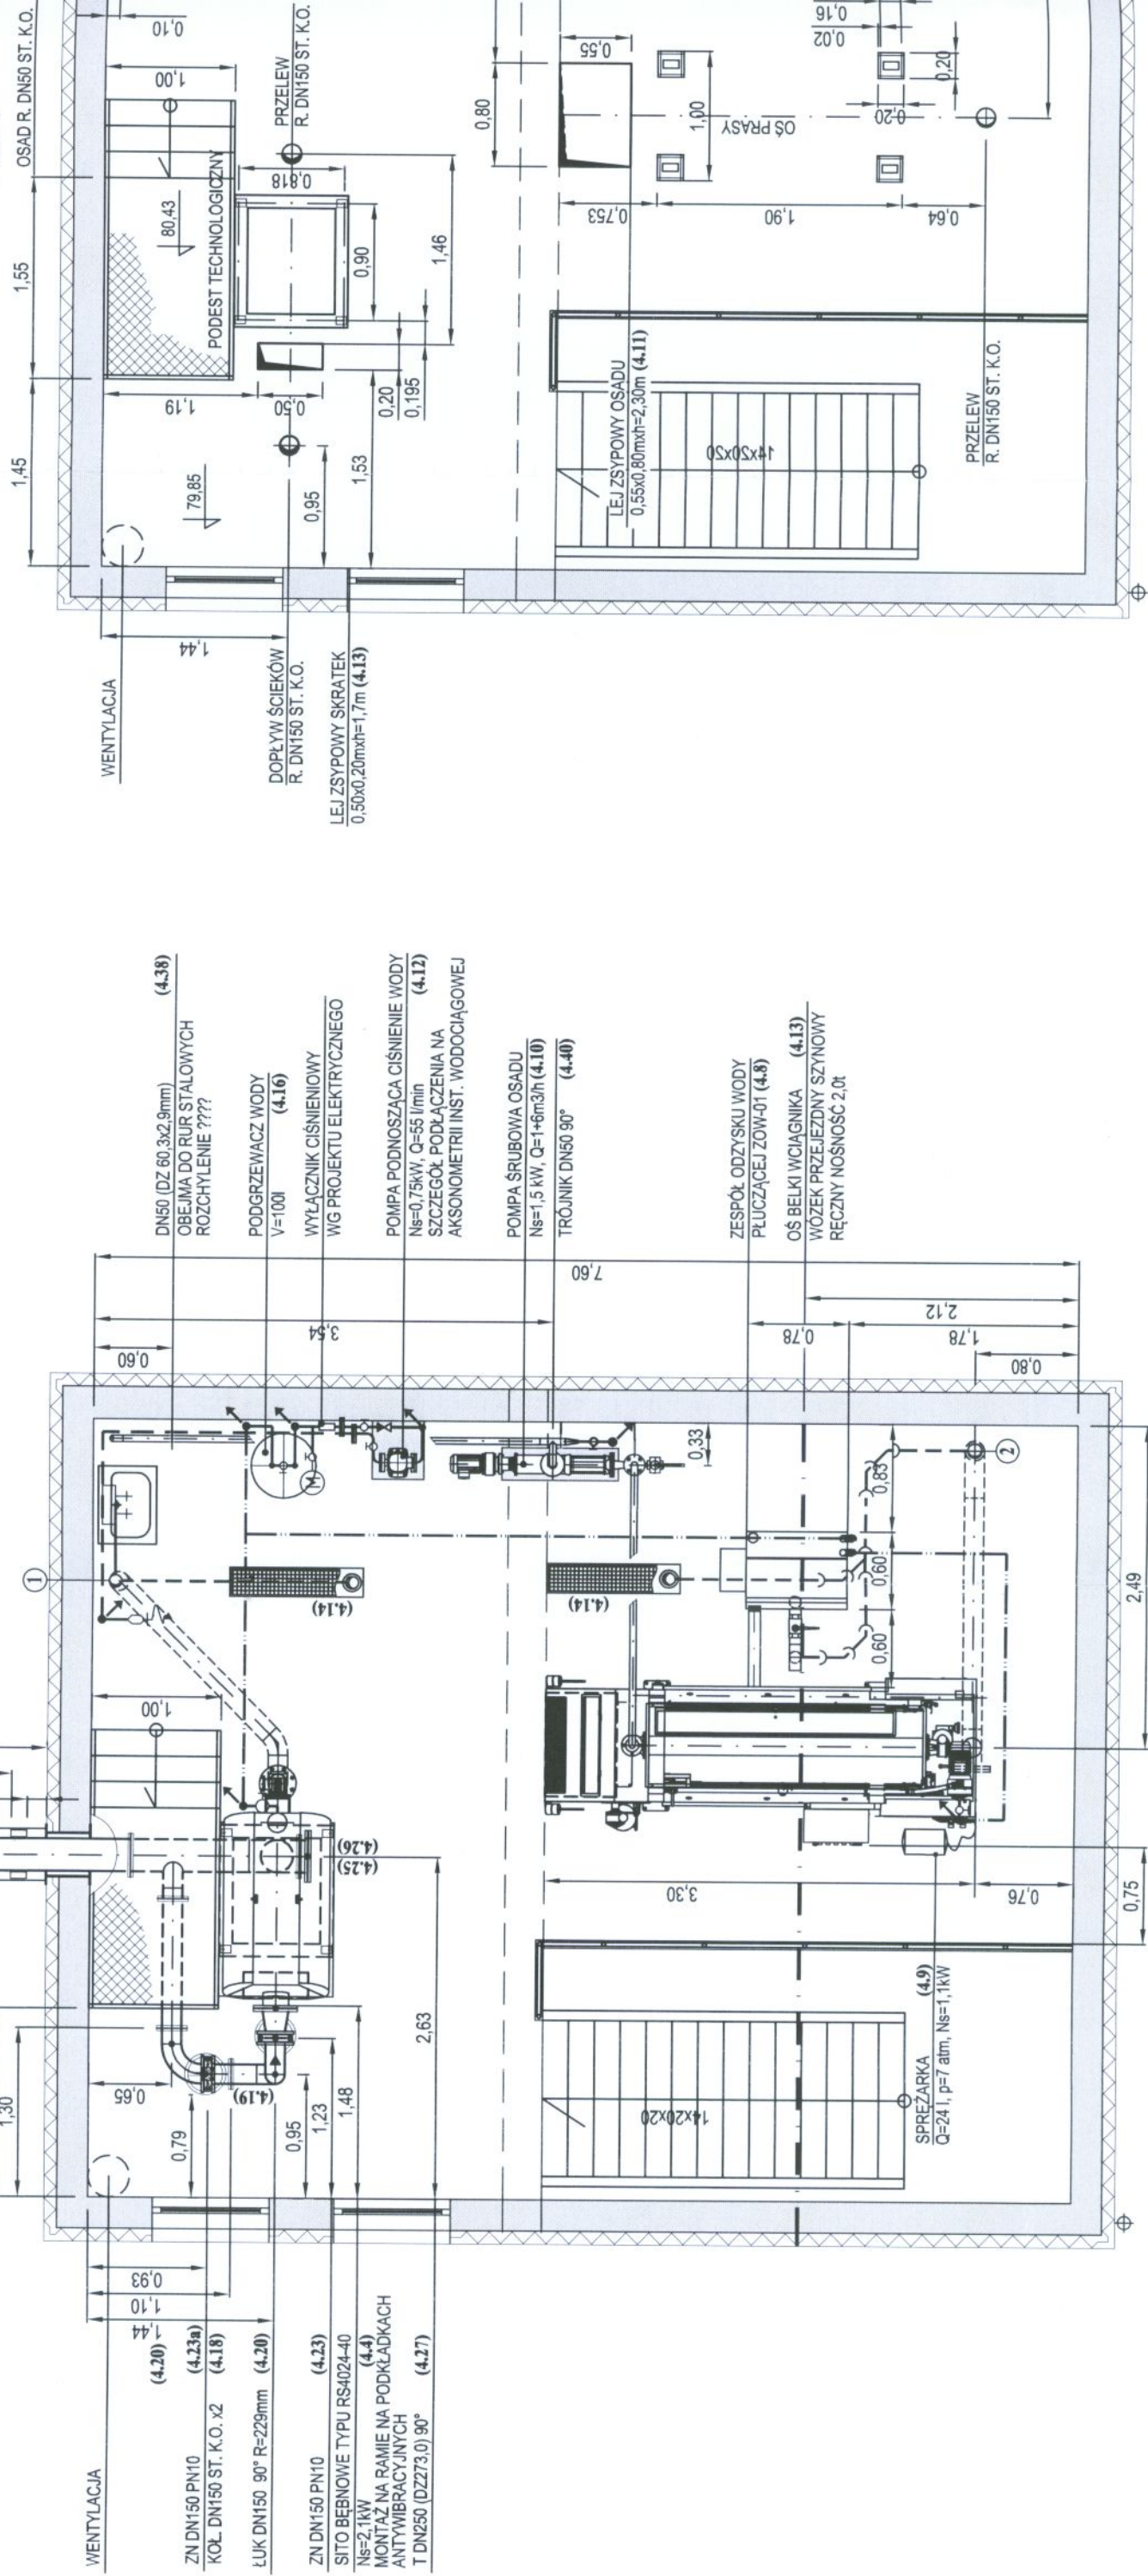 WENTYLACJA
(4.20)
ZN DN150 PN10 (4.23a)
KOŁ. DN150 ST. K.O. x2 (4.18)
ŁUK DN150 90° R=229mm (4.20)
ZN DN150 PN10 (4.23)
SITO BĘBNOWE TYPU RS4024-40
Ns=2,1kW (4.4)
MONTAŻ NA RAMIE NA PODKŁADKACH
ANTYWIBRACYJNYCH
T DN250 (DZ273,0) 90° (4.27)
0,93
1,10
1,44
1,30
0,65
0,79
(4.19)
0,95
1,23
1,48
2,63
1,00
(4.25)
(4.26)
1
(4.14)
(4.14)
M
14x20x20
SPRĘŻARKA (4.9)
Q=24 l, p=7 atm, Ns=1,1kW
3,30
0,76
0,75
2,49
0,60
0,60
0,83
0,33
2
0,60
3,54
7,60
0,78
1,78
2,12
0,80
DN50 (DZ 60,3x2,9mm) (4.38)
OBEJMA DO RUR STALOWYCH
ROZCHYLENIE ????
PODGRZEWACZ WODY
V=100l (4.16)
WYŁĄCZNIK CIŚNIENIOWY
WG PROJEKTU ELEKTRYCZNEGO
POMPA PODNOSZĄCA CIŚNIENIE WODY
Ns=0,75kW, Q=55 l/min (4.12)
SZCZEGÓŁ PODŁĄCZENIA NA
AKSONOMETRII INST. WODOCIĄGOWEJ
POMPA ŚRUBOWA OSADU
Ns=1,5 kW, Q=1÷6m3/h (4.10)
TRÓJNIK DN50 90° (4.40)
ZESPÓŁ ODZYSKU WODY
PŁUCZĄCEJ ZOW-01 (4.8)
OŚ BELKI WCIĄGNIKA (4.13)
WÓZEK PRZEJEZDNY SZYNOWY
RĘCZNY NOŚNOŚĆ 2,0t
WENTYLACJA
DOPŁYW ŚCIEKÓW
R. DN150 ST. K.O.
LEJ ZSYPOWY SKRATEK
0,50x0,20mxh=1,7m (4.13)
1,44
1,45
1,55
OSAD R. DN50 ST. K.O.
0,10
79,85
80,43
PODEST TECHNOLOGICZNY
1,00
1,19
0,50
0,818
0,90
0,20
0,195
0,95
1,53
1,46
PRZELEW
R. DN150 ST. K.O.
LEJ ZSYPOWY OSADU
0,55x0,80mxh=2,30m (4.11)
14x20x20
PRZELEW
R. DN150 ST. K.O.
0,80
0,55
0,753
1,00
1,90
0,64
OŚ PRASY
0,20
0,20
0,02
0,16